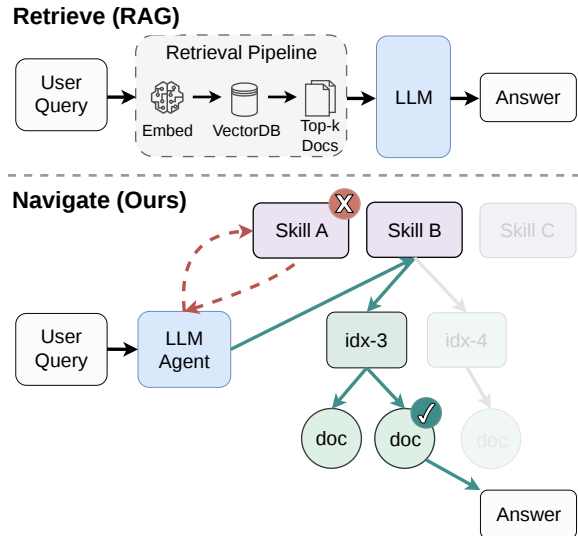 Retrieve (RAG)
Retrieval Pipeline
User
Query
Embed
VectorDB
Top-k
Docs
LLM
Answer
Navigate (Ours)
X
Skill A
Skill B
Skill C
User
Query
LLM
Agent
idx-3
idx-4
doc
doc
doc
Answer